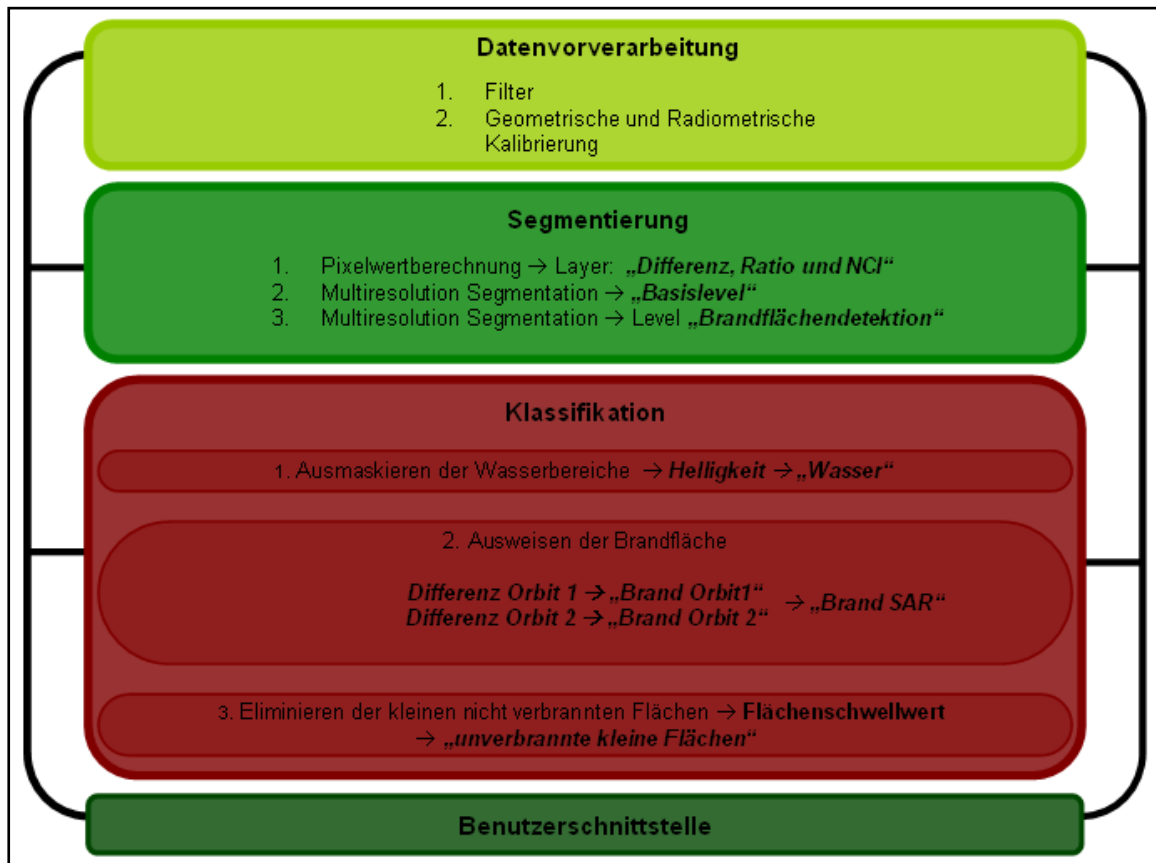 Datenvorverarbeitung
1. Filter
2. Geometrische und Radiometrische
Kalibrierung
Segmentierung
1. Pixelwertberechnung → Layer: „Differenz, Ratio und NCI“
2. Multiresolution Segmentation → „Basislevel“
3. Multiresolution Segmentation → Level „Brandflächendetektion“
Klassifikation
1. Ausmaskieren der Wasserbereiche → Helligkeit → „Wasser“
2. Ausweisen der Brandfläche
Differenz Orbit 1 → „Brand Orbit1“
Differenz Orbit 2 → „Brand Orbit 2“
→ „Brand SAR“
3. Eliminieren der kleinen nicht verbrannten Flächen → Flächenschwellwert
→ „unverbrannte kleine Flächen“
Benutzerschnittstelle